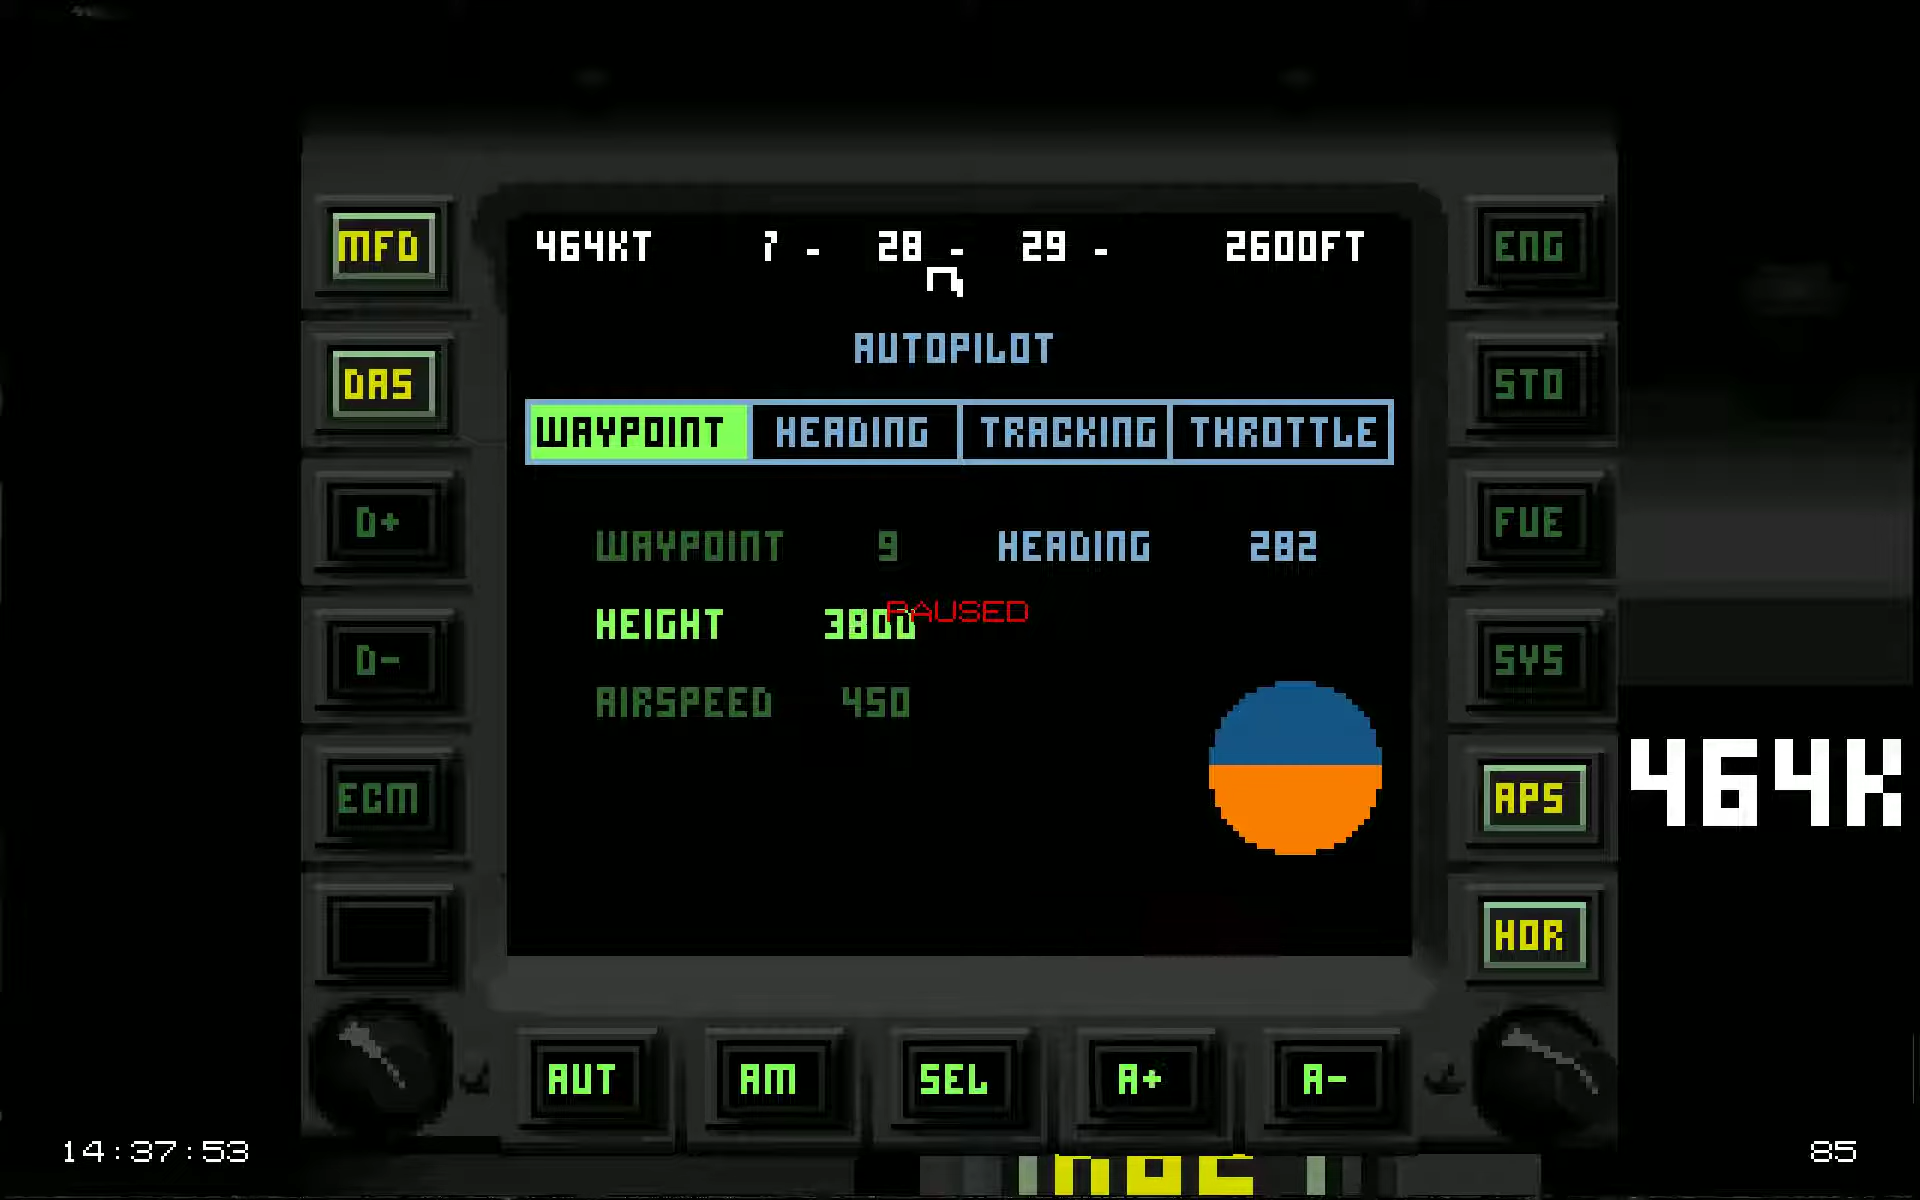 MFD
464KT 28 - 29 - 2600FT
ENG
AUTOPILOT
DAS
STO
WAYPOINT HEADING TRACKING THROTTLE
D+
FUE
WAYPOINT 9 HEADING 282
PAUSED
HEIGHT 3800
D-
SYS
AIRSPEED 450
ECM
APS
464K
HOR
AUT AM SEL A+ A-
14:37:53
85